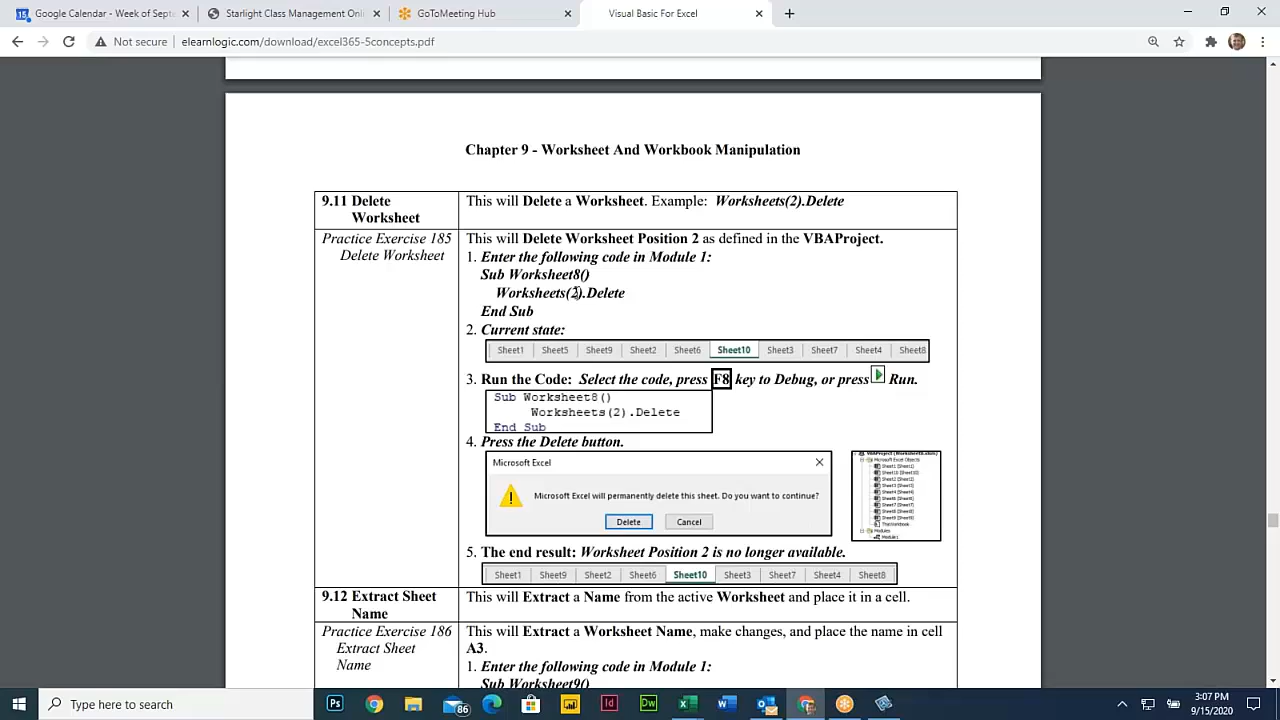 15 Google Calendar - Week of Septe
Starlight Class Management Onli
GoToMeeting Hub
Visual Basic For Excel
Not secure elearnlogic.com/download/excel365-5concepts.pdf
Chapter 9 - Worksheet And Workbook Manipulation
9.11 Delete Worksheet
This will Delete a Worksheet. Example: Worksheets(2).Delete
Practice Exercise 185
Delete Worksheet
This will Delete Worksheet Position 2 as defined in the VBAProject.
1. Enter the following code in Module 1:
Sub Worksheet8()
Worksheets(2).Delete
End Sub
2. Current state:
Sheet1 Sheet5 Sheet9 Sheet2 Sheet6 Sheet10 Sheet3 Sheet7 Sheet4 Sheet8
3. Run the Code: Select the code, press F8 key to Debug, or press Run.
Sub Worksheet8()
Worksheets(2).Delete
End Sub
4. Press the Delete button.
Microsoft Excel
Microsoft Excel will permanently delete this sheet. Do you want to continue?
Delete Cancel
5. The end result: Worksheet Position 2 is no longer available.
Sheet1 Sheet9 Sheet2 Sheet6 Sheet10 Sheet3 Sheet7 Sheet4 Sheet8
9.12 Extract Sheet Name
This will Extract a Name from the active Worksheet and place it in a cell.
Practice Exercise 186
Extract Sheet
Name
This will Extract a Worksheet Name, make changes, and place the name in cell
A3.
1. Enter the following code in Module 1:
Sub Worksheet9()
Type here to search
Ps
86
Id
Dw
3:07 PM
9/15/2020